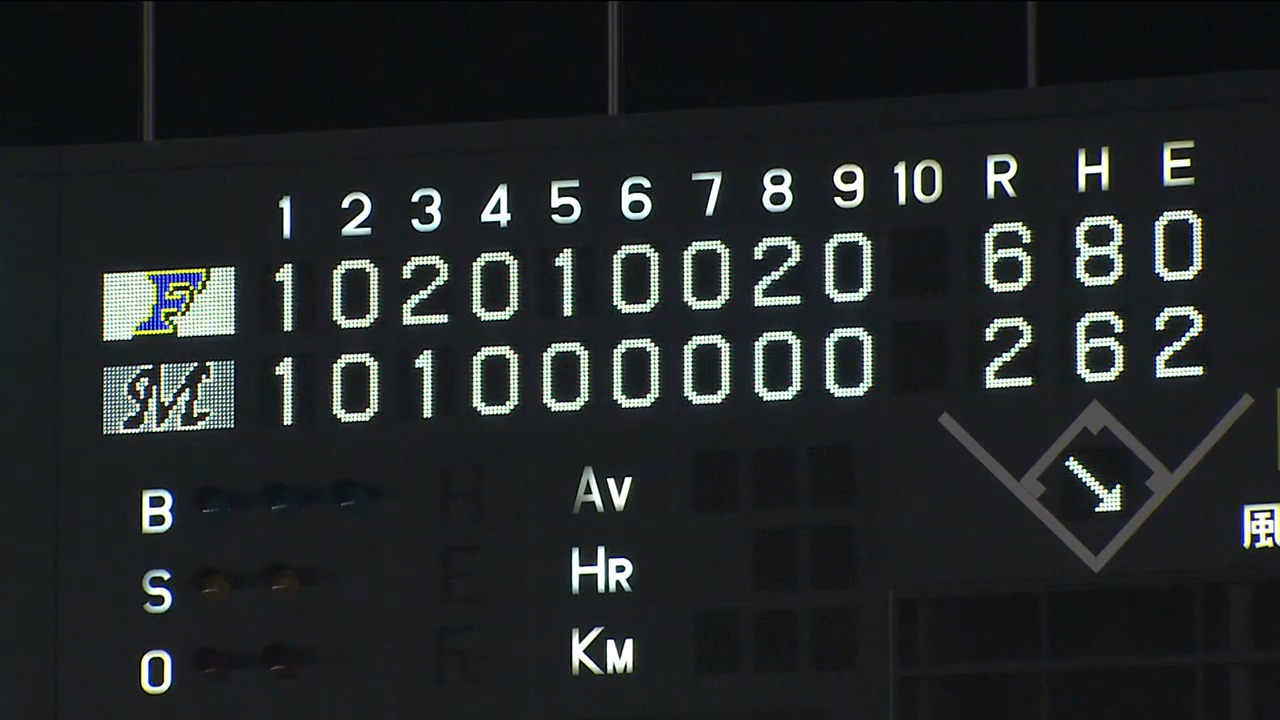 1 2 3 4 5 6 7 8 9 10 R H E
F 1 0 2 0 1 0 0 2 0 6 8 0
M 1 0 1 0 0 0 0 0 0 2 6 2
B H Av
S E HR
O Fc KM
風